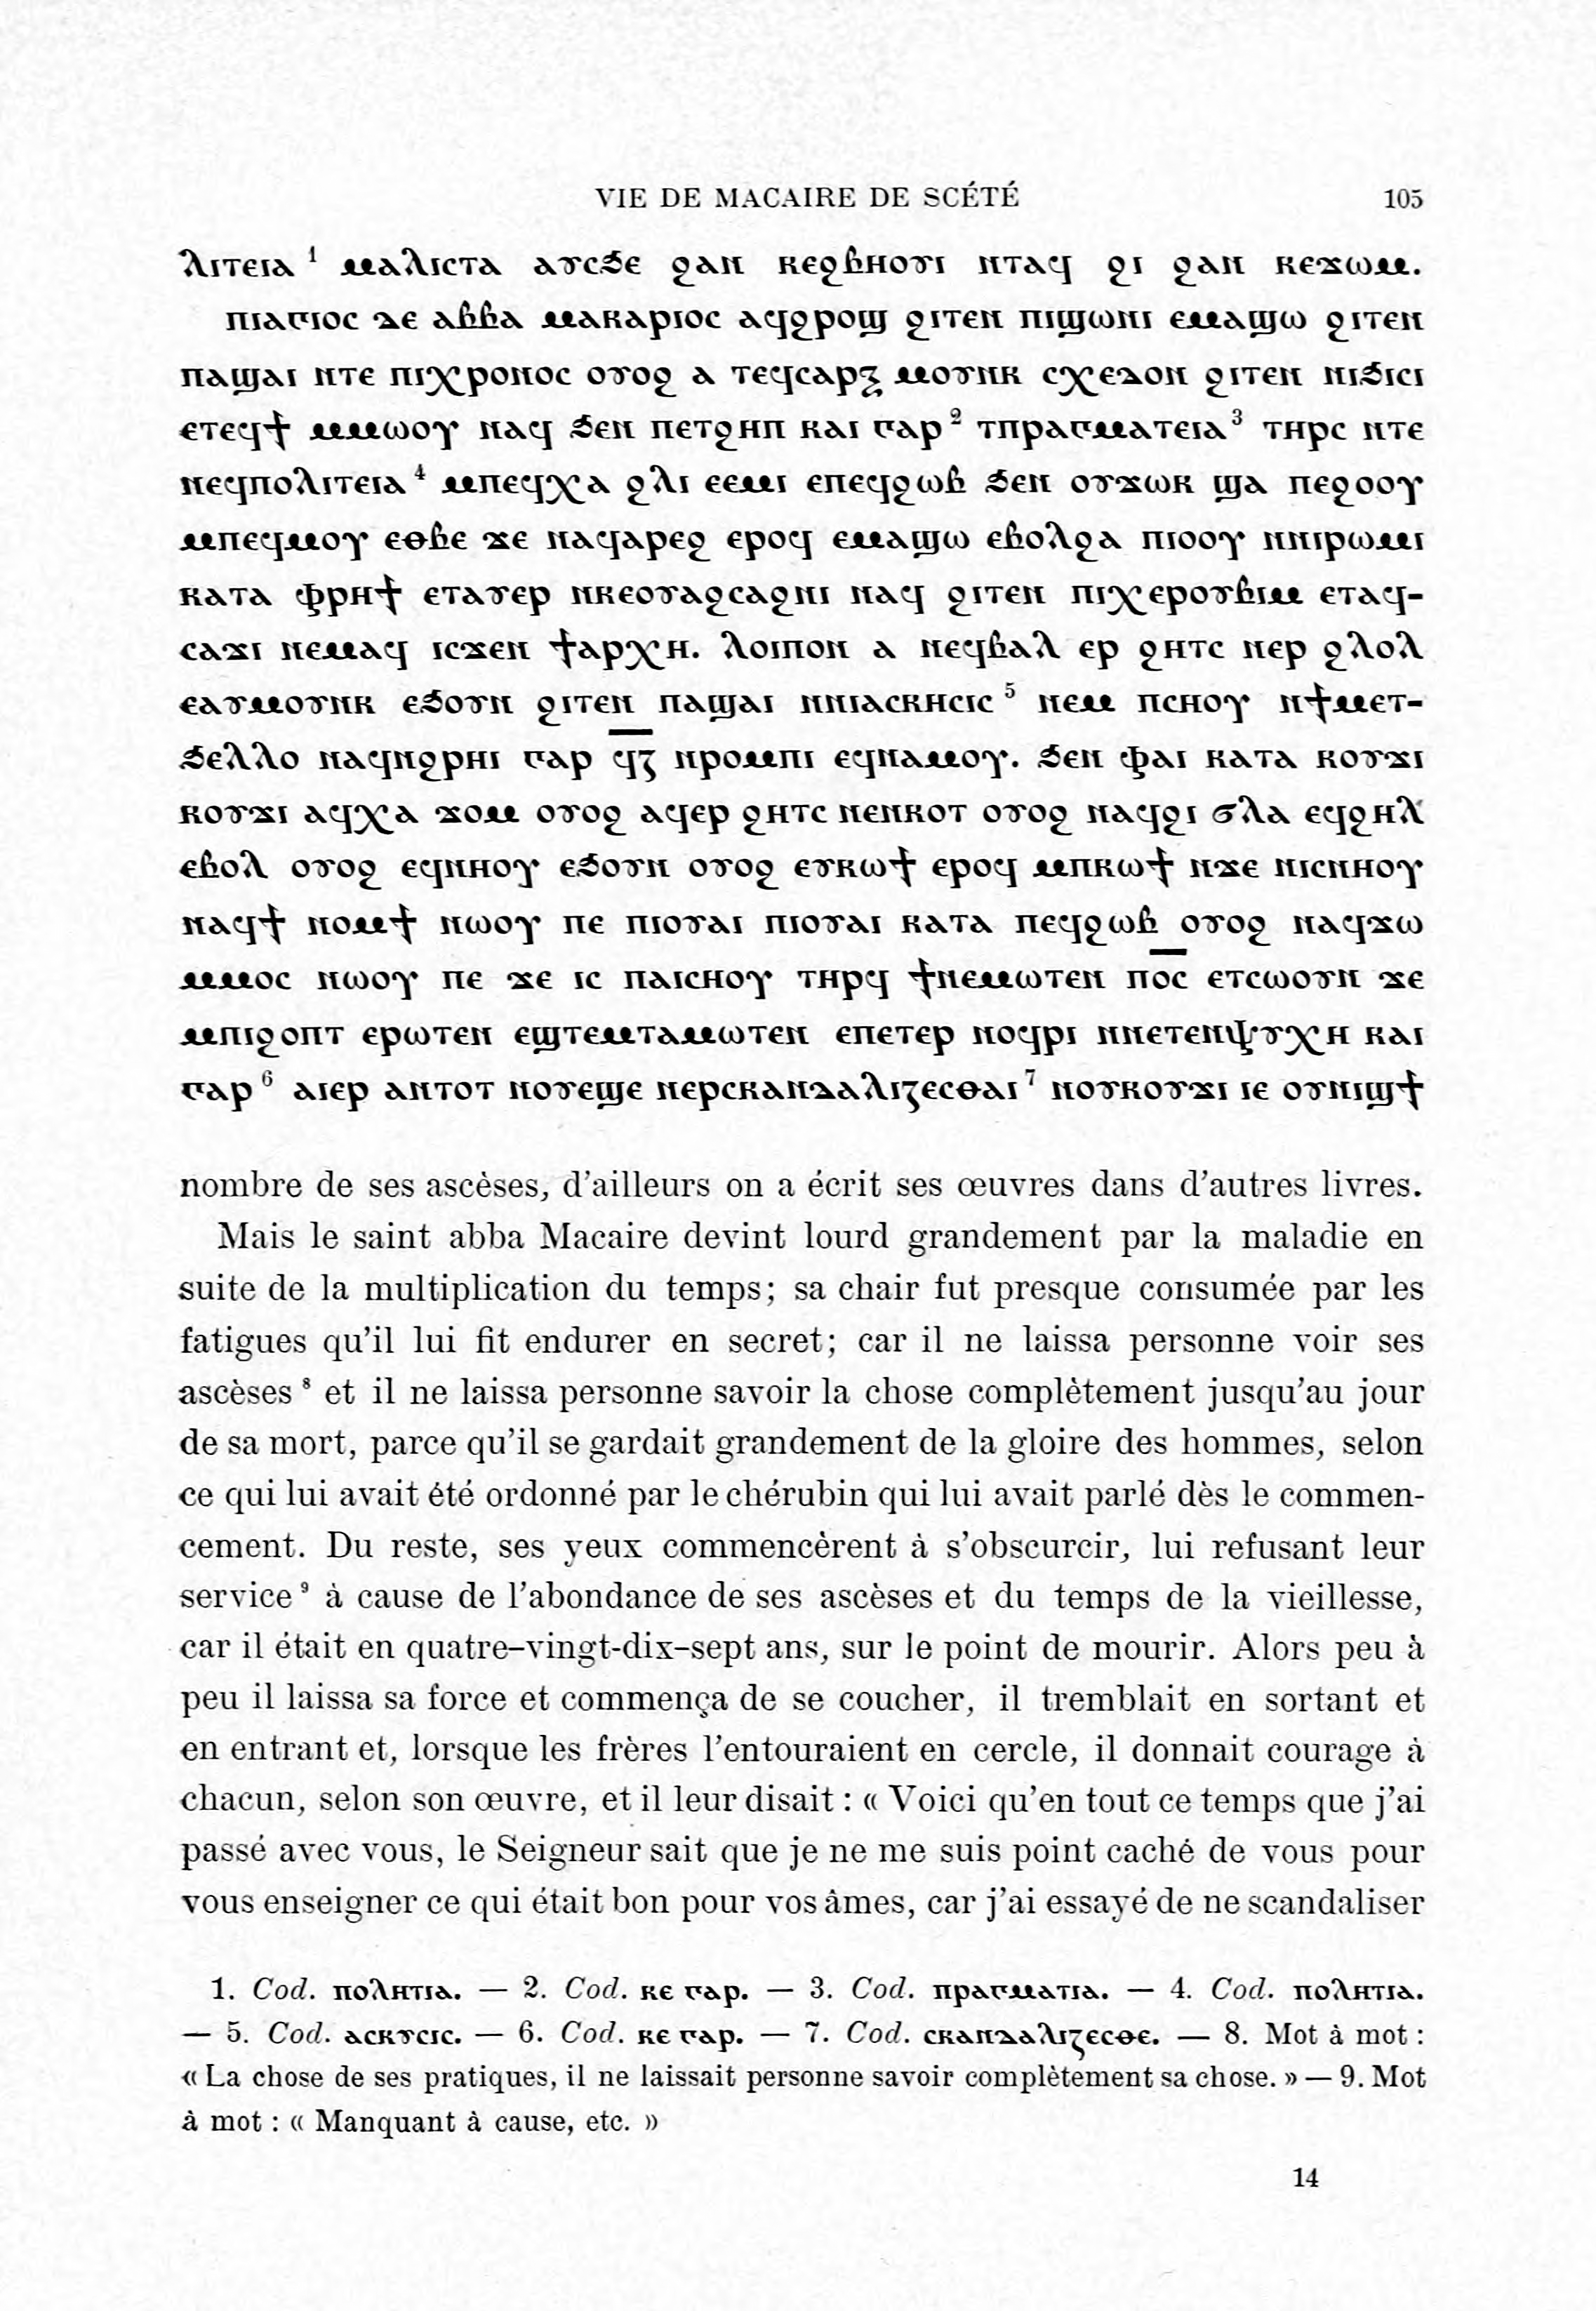 VIE DE MACAIRE DE SCÉTÉ 105
ⲗⲓⲧⲉⲓⲁ ¹ ⲙⲁⲗⲓⲥⲧⲁ ⲁⲩⲥϧⲉ ϩⲁⲛ ⲕⲉϩⲃⲏⲟⲩⲓ ⲛⲧⲁϥ ϩⲓ ϩⲁⲛ ⲕⲉϫⲱⲙ.
ⲡⲓⲁⲅⲓⲟⲥ ⲇⲉ ⲁⲃⲃⲁ ⲙⲁⲕⲁⲣⲓⲟⲥ ⲁϥϩⲣⲟϣ ϩⲓⲧⲉⲛ ⲡⲓϣⲱⲛⲓ ⲉⲙⲁϣⲱ ϩⲓⲧⲉⲛ
ⲡⲁϣⲁⲓ ⲛⲧⲉ ⲡⲓⲭⲣⲟⲛⲟⲥ ⲟⲩⲟϩ ⲁ ⲧⲉϥⲥⲁⲣⲝ ⲙⲟⲩⲛⲕ ⲥⲭⲉⲇⲟⲛ ϩⲓⲧⲉⲛ ⲛⲓϧⲓⲥⲓ
ⲉⲧⲉϥϯ ⲙⲙⲱⲟⲩ ⲛⲁϥ ϧⲉⲛ ⲡⲉⲧϩⲏⲡ ⲕⲁⲓ ⲅⲁⲣ ² ⲧⲡⲣⲁⲅⲙⲁⲧⲉⲓⲁ ³ ⲧⲏⲣⲥ ⲛⲧⲉ
ⲛⲉϥⲡⲟⲗⲓⲧⲉⲓⲁ ⁴ ⲙⲡⲉϥⲭⲁ ϩⲗⲓ ⲉⲉⲙⲓ ⲉⲡⲉϥϩⲱⲃ ϧⲉⲛ ⲟⲩϫⲱⲕ ϣⲁ ⲡⲉϩⲟⲟⲩ
ⲙⲡⲉϥⲙⲟⲩ ⲉⲑⲃⲉ ϫⲉ ⲛⲁϥⲁⲣⲉϩ ⲉⲣⲟϥ ⲉⲙⲁϣⲱ ⲉⲃⲟⲗϩⲁ ⲡⲓⲟⲟⲩ ⲛⲛⲓⲣⲱⲙⲓ
ⲕⲁⲧⲁ ⲫⲣⲏϯ ⲉⲧⲁⲩⲉⲣ ⲛⲕⲉⲟⲩⲁϩⲥⲁϩⲛⲓ ⲛⲁϥ ϩⲓⲧⲉⲛ ⲡⲓⲭⲉⲣⲟⲩⲃⲓⲙ ⲉⲧⲁϥ-
ⲥⲁϫⲓ ⲛⲉⲙⲁϥ ⲓⲥϫⲉⲛ ϯⲁⲣⲭⲏ. ⲗⲟⲓⲡⲟⲛ ⲁ ⲛⲉϥⲃⲁⲗ ⲉⲣ ϩⲏⲧⲥ ⲛⲉⲣ ϩⲗⲟⲗ
ⲉⲁⲩⲙⲟⲩⲛⲕ ⲉϧⲟⲩⲛ ϩⲓⲧⲉⲛ ⲡⲁϣⲁⲓ ⲛⲛⲓⲁⲥⲕⲏⲥⲓⲥ ⁵ ⲛⲉⲙ ⲡⲥⲏⲟⲩ ⲛϯⲙⲉⲧ-
ϧⲉⲗⲗⲟ ⲛⲁϥⲛϩⲣⲏⲓ ⲅⲁⲣ ϥ̅ⲍ̅ ⲛⲣⲟⲙⲡⲓ ⲉϥⲛⲁⲙⲟⲩ. ϧⲉⲛ ⲫⲁⲓ ⲕⲁⲧⲁ ⲕⲟⲩϫⲓ
ⲕⲟⲩϫⲓ ⲁϥⲭⲁ ϫⲟⲙ ⲟⲩⲟϩ ⲁϥⲉⲣ ϩⲏⲧⲥ ⲛⲉⲛⲕⲟⲧ ⲟⲩⲟϩ ⲛⲁϥϩⲓ ϭⲗⲁ ⲉϥϩⲏⲗ
ⲉⲃⲟⲗ ⲟⲩⲟϩ ⲉϥⲛⲏⲟⲩ ⲉϧⲟⲩⲛ ⲟⲩⲟϩ ⲉⲩⲕⲱϯ ⲉⲣⲟϥ ⲙⲡⲕⲱϯ ⲛϫⲉ ⲛⲓⲥⲛⲏⲟⲩ
ⲛⲁϥϯ ⲛⲟⲙϯ ⲛⲱⲟⲩ ⲡⲉ ⲡⲓⲟⲩⲁⲓ ⲡⲓⲟⲩⲁⲓ ⲕⲁⲧⲁ ⲡⲉϥϩⲱⲃ ⲟⲩⲟϩ ⲛⲁϥϫⲱ
ⲙⲙⲟⲥ ⲛⲱⲟⲩ ⲡⲉ ϫⲉ ⲓⲥ ⲡⲁⲓⲥⲏⲟⲩ ⲧⲏⲣϥ ϯⲛⲉⲙⲱⲧⲉⲛ ⲡ̅ⲟ̅ⲥ̅ ⲉⲧⲥⲱⲟⲩⲛ ϫⲉ
ⲙⲡⲓϩⲟⲡⲧ ⲉⲣⲱⲧⲉⲛ ⲉϣⲧⲉⲙⲧⲁⲙⲱⲧⲉⲛ ⲉⲡⲉⲧⲉⲣ ⲛⲟϥⲣⲓ ⲛⲛⲉⲧⲉⲛⲯⲩⲭⲏ ⲕⲁⲓ
ⲅⲁⲣ ⁶ ⲁⲓⲉⲣ ⲁⲛⲧⲟⲧ ⲛⲟⲩⲉϣⲉ ⲛⲉⲣⲥⲕⲁⲛⲇⲁⲗⲓⲍⲉⲥⲑⲁⲓ ⁷ ⲛⲟⲩⲕⲟⲩϫⲓ ⲓⲉ ⲟⲩⲛⲓϣϯ
nombre de ses ascèses, d'ailleurs on a écrit ses œuvres dans d'autres livres.
Mais le saint abba Macaire devint lourd grandement par la maladie en
suite de la multiplication du temps; sa chair fut presque consumée par les
fatigues qu'il lui fit endurer en secret; car il ne laissa personne voir ses
ascèses ⁸ et il ne laissa personne savoir la chose complètement jusqu'au jour
de sa mort, parce qu'il se gardait grandement de la gloire des hommes, selon
ce qui lui avait été ordonné par le chérubin qui lui avait parlé dès le commen-
cement. Du reste, ses yeux commencèrent à s'obscurcir, lui refusant leur
service ⁹ à cause de l'abondance de ses ascèses et du temps de la vieillesse,
car il était en quatre-vingt-dix-sept ans, sur le point de mourir. Alors peu à
peu il laissa sa force et commença de se coucher, il tremblait en sortant et
en entrant et, lorsque les frères l'entouraient en cercle, il donnait courage à
chacun, selon son œuvre, et il leur disait : « Voici qu'en tout ce temps que j'ai
passé avec vous, le Seigneur sait que je ne me suis point caché de vous pour
vous enseigner ce qui était bon pour vos âmes, car j'ai essayé de ne scandaliser
1. Cod. ⲡⲟⲗⲏⲧⲓⲁ. — 2. Cod. ⲕⲉ ⲅⲁⲣ. — 3. Cod. ⲡⲣⲁⲅⲙⲁⲧⲓⲁ. — 4. Cod. ⲡⲟⲗⲏⲧⲓⲁ.
— 5. Cod. ⲁⲥⲕⲩⲥⲓⲥ. — 6. Cod. ⲕⲉ ⲅⲁⲣ. — 7. Cod. ⲥⲕⲁⲛⲇⲁⲗⲓⲍⲉⲥⲑⲉ. — 8. Mot à mot :
« La chose de ses pratiques, il ne laissait personne savoir complètement sa chose. » — 9. Mot
à mot : « Manquant à cause, etc. »
14